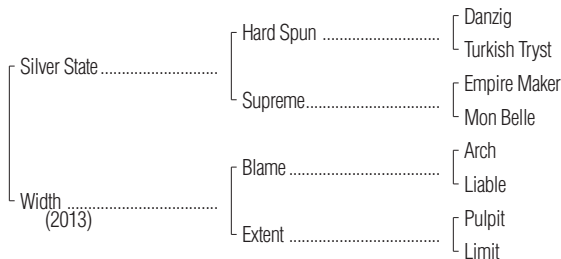 Danzig
Hard Spun
Turkish Tryst
Silver State
Empire Maker
Supreme
Mon Belle
Arch
Blame
Liable
Width
(2013)
Pulpit
Extent
Limit